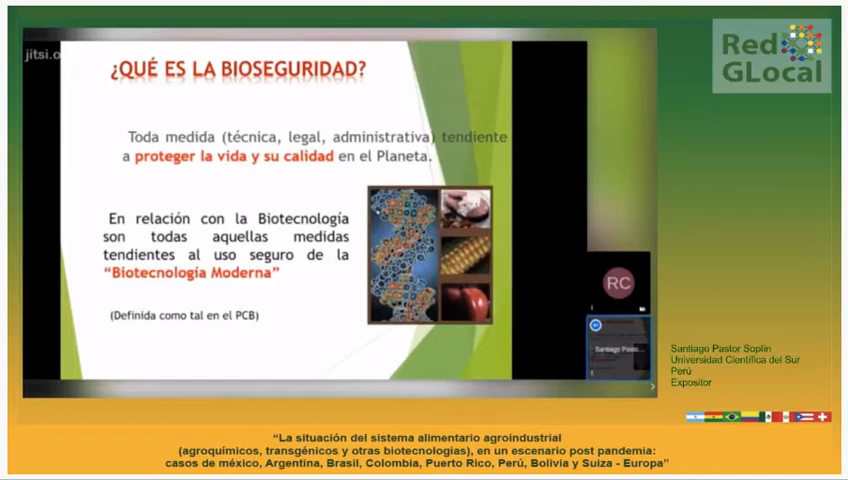 jitsi.o
Red
GLocal
¿QUÉ ES LA BIOSEGURIDAD?
Toda medida (técnica, legal, administrativa) tendiente
a proteger la vida y su calidad en el Planeta.
En relación con la Biotecnología
son todas aquellas medidas
tendientes al uso seguro de la
“Biotecnología Moderna”
(Definida como tal en el PCB)
RC
Santiago Pasto...
Santiago Pastor Soplín
Universidad Científica del Sur
Perú
Expositor
“La situación del sistema alimentario agroindustrial
(agroquímicos, transgénicos y otras biotecnologías), en un escenario post pandemia:
casos de méxico, Argentina, Brasil, Colombia, Puerto Rico, Perú, Bolivia y Suiza - Europa”